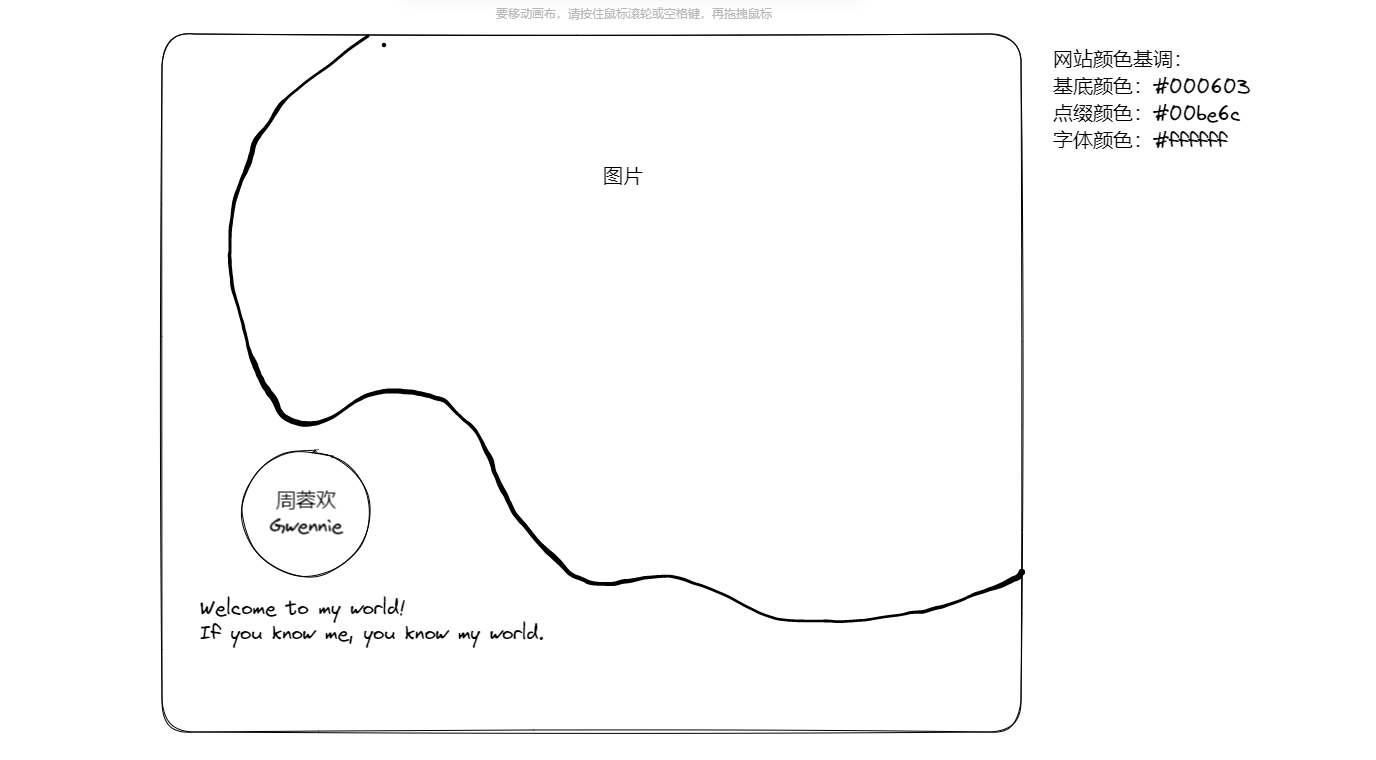 要移动画布，请按住鼠标滚轮或空格键，再拖拽鼠标
网站颜色基调：
基底颜色：#000603
点缀颜色：#00be6c
字体颜色：#ffffff
图片
周蓉欢
Gwennie
Welcome to my world!
If you know me, you know my world.